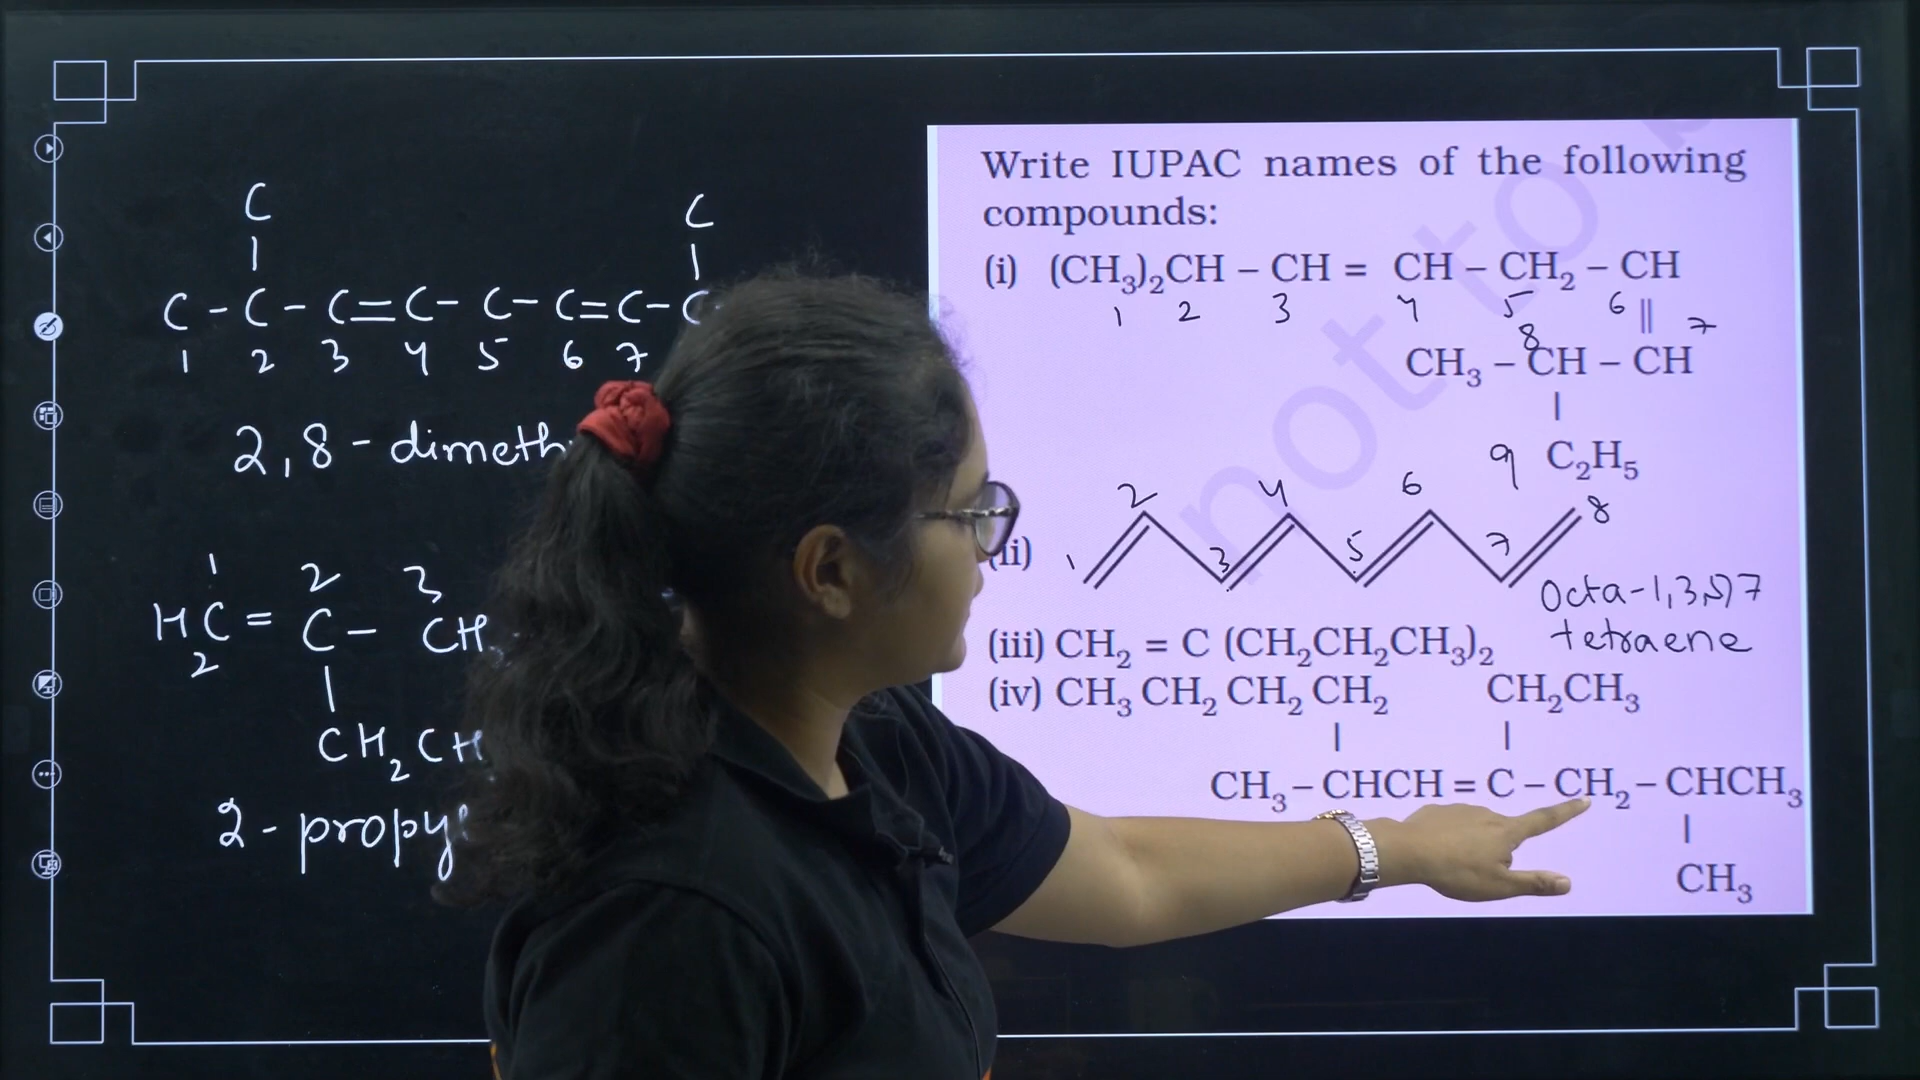 C C
| |
C - C - C = C - C - C = C - C
1 2 3 4 5 6 7
2,8 - dimeth
1 2 3
H2C = C - CH
|
CH2CH
2 - propy
Write IUPAC names of the following
compounds:
(i) (CH3)2CH – CH = CH – CH2 – CH
1 2 3 4 5 6 || 7
8
CH3 – CH – CH
|
9 C2H5
2 4 6 8
(ii) 1 3 5 7
Octa-1,3,5,7
tetraene
(iii) CH2 = C (CH2CH2CH3)2
(iv) CH3 CH2 CH2 CH2 CH2CH3
| |
CH3 – CHCH = C – CH2 – CHCH3
|
CH3
not to